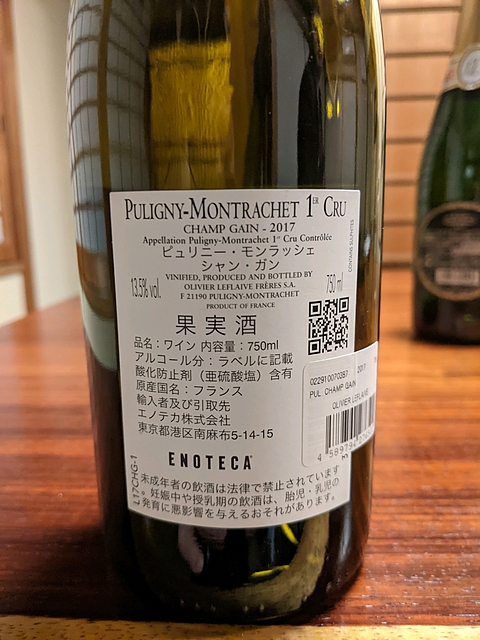 PULIGNY-MONTRACHET 1ER CRU
CHAMP GAIN - 2017
Appellation Puligny-Montrachet 1er Cru Contrôlée
ピュリニー・モンラッシェ
シャン・ガン
VINIFIED, PRODUCED AND BOTTLED BY
OLIVIER LEFLAIVE FRÈRES S.A.
F 21190 PULIGNY-MONTRACHET
PRODUCT OF FRANCE
13.5% vol.
750 ml
CONTAINS SULPHITES
果実酒
品名：ワイン 内容量：750ml
アルコール分：ラベルに記載
酸化防止剤（亜硫酸塩）含有
原産国名：フランス
輸入者及び引取先
エノテカ株式会社
東京都港区南麻布5-14-15
ENOTECA
022910070287 2017
PUL. CHAMP GAIN
OLIVIER LEFLAIVE
L17CHG-1
未成年者の飲酒は法律で禁止されています
。妊娠中や授乳期の飲酒は、胎児・乳児の
発育に悪影響を与えるおそれがあります。